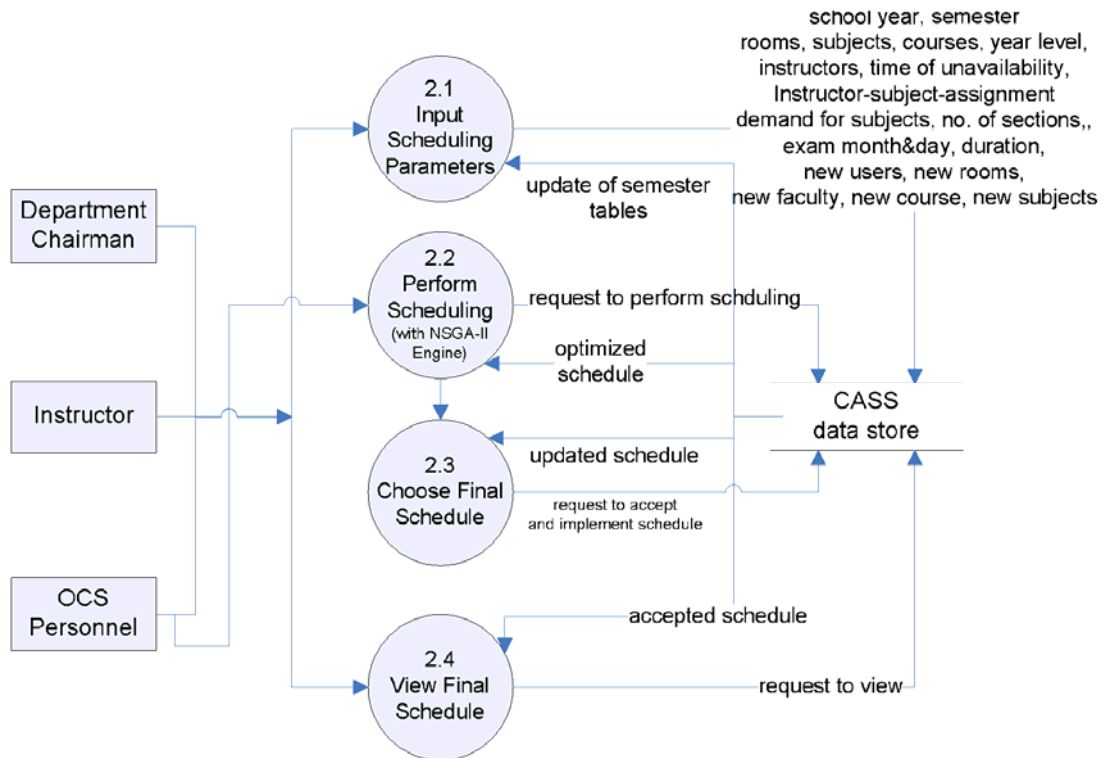 school year, semester
rooms, subjects, courses, year level,
instructors, time of unavailability,
Instructor-subject-assignment
demand for subjects, no. of sections,,
exam month&day, duration,
new users, new rooms,
new faculty, new course, new subjects
2.1
Input
Scheduling
Parameters
update of semester
tables
Department
Chairman
2.2
Perform
Scheduling
(with NSGA-II
Engine)
request to perform schduling
optimized
schedule
Instructor
CASS
data store
2.3
Choose Final
Schedule
updated schedule
request to accept
and implement schedule
OCS
Personnel
accepted schedule
2.4
View Final
Schedule
request to view